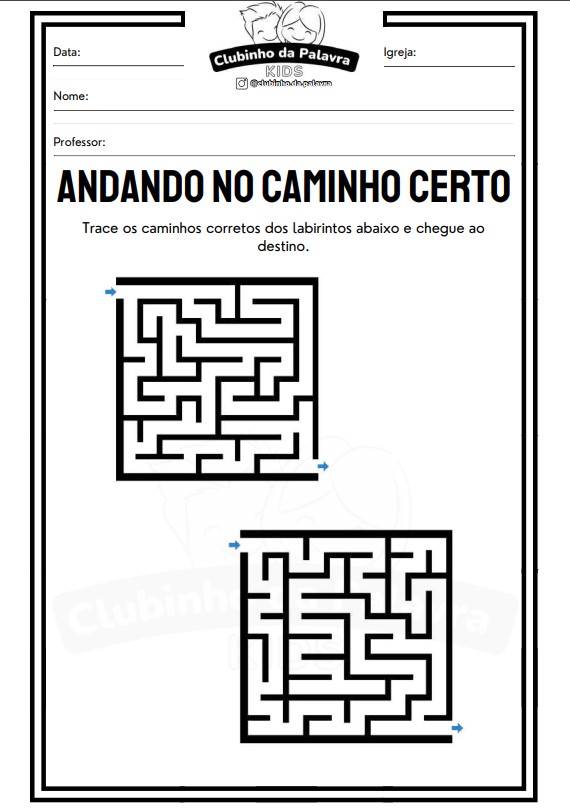 Clubinho da Palavra
KIDS
@clubinho.da.palavra
Data:
Igreja:
Nome:
Professor:
ANDANDO NO CAMINHO CERTO
Trace os caminhos corretos dos labirintos abaixo e chegue ao
destino.
Clubinho da Palavra
KIDS